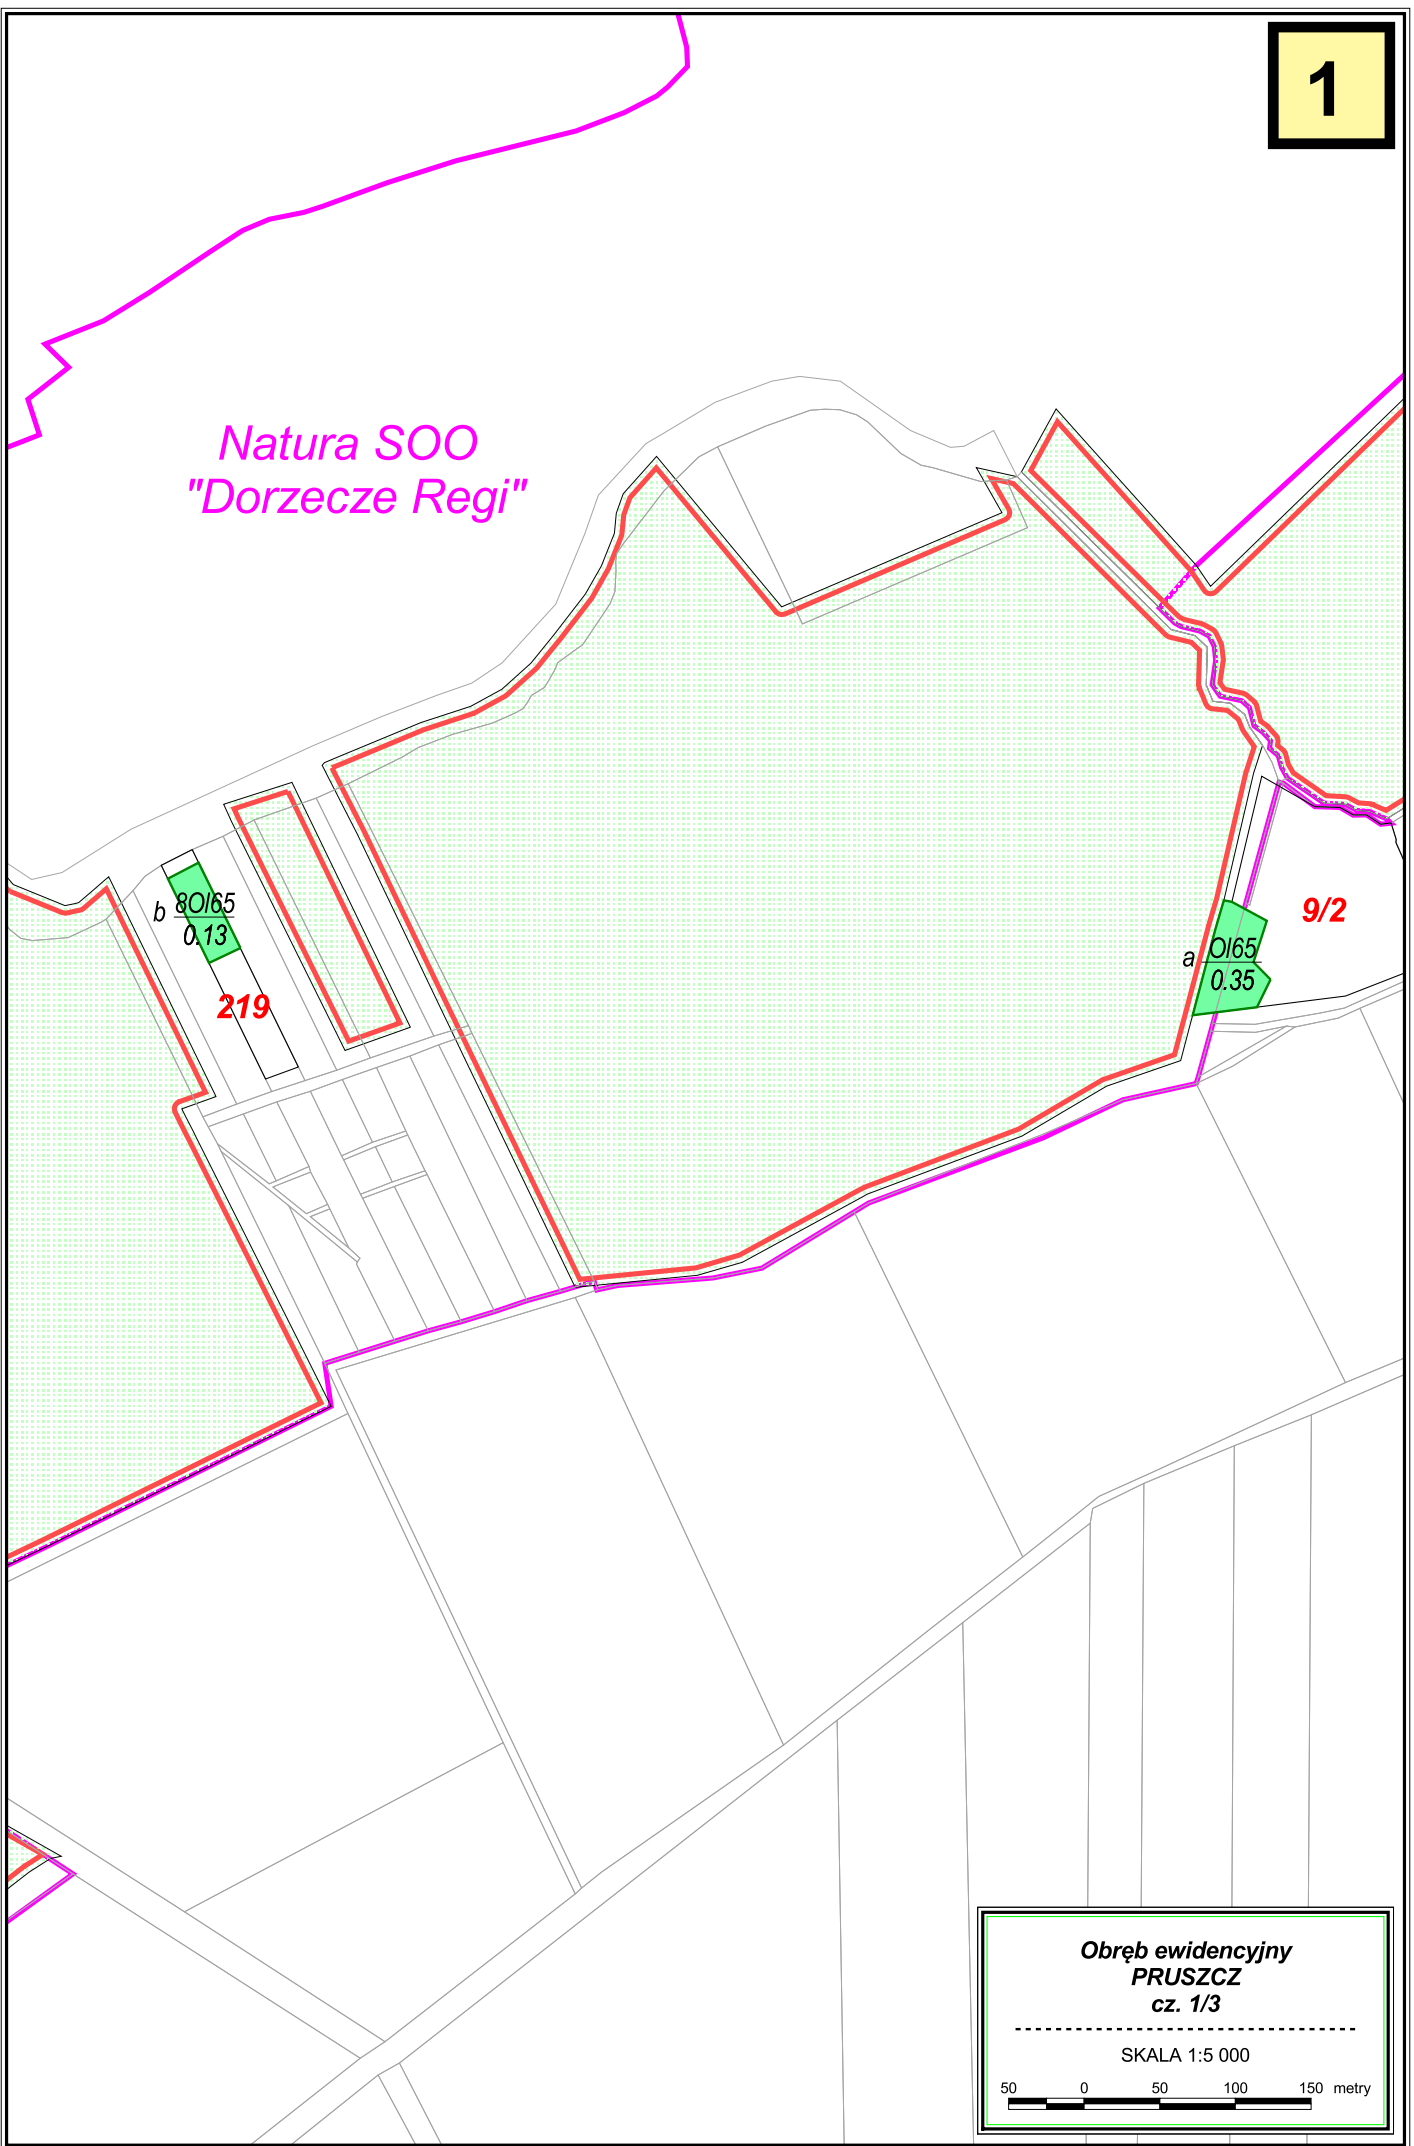 1
Natura SOO
"Dorzecze Regi"
b 8Ol65
0.13
219
9/2
a Ol65
0.35
Obręb ewidencyjny
PRUSZCZ
cz. 1/3
SKALA 1:5 000
50 0 50 100 150 metry